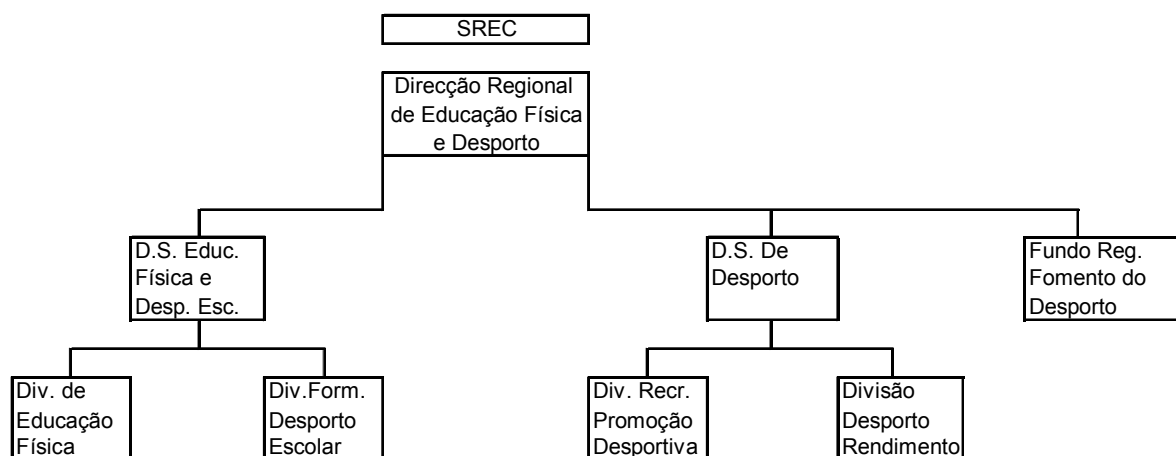 SREC
Direcção Regional
de Educação Física
e Desporto
D.S. Educ.
Física e
Desp. Esc.
D.S. De
Desporto
Fundo Reg.
Fomento do
Desporto
Div. de
Educação
Física
Div.Form.
Desporto
Escolar
Div. Recr.
Promoção
Desportiva
Divisão
Desporto
Rendimento